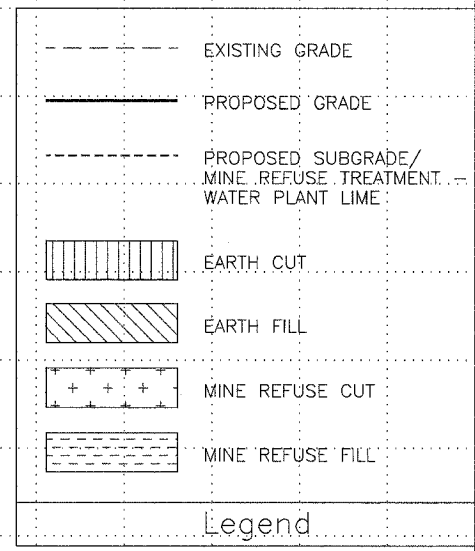 EXISTING GRADE
PROPOSED GRADE
PROPOSED SUBGRADE/
MINE REFUSE TREATMENT –
WATER PLANT LIME
EARTH CUT
EARTH FILL
MINE REFUSE CUT
MINE REFUSE FILL
Legend